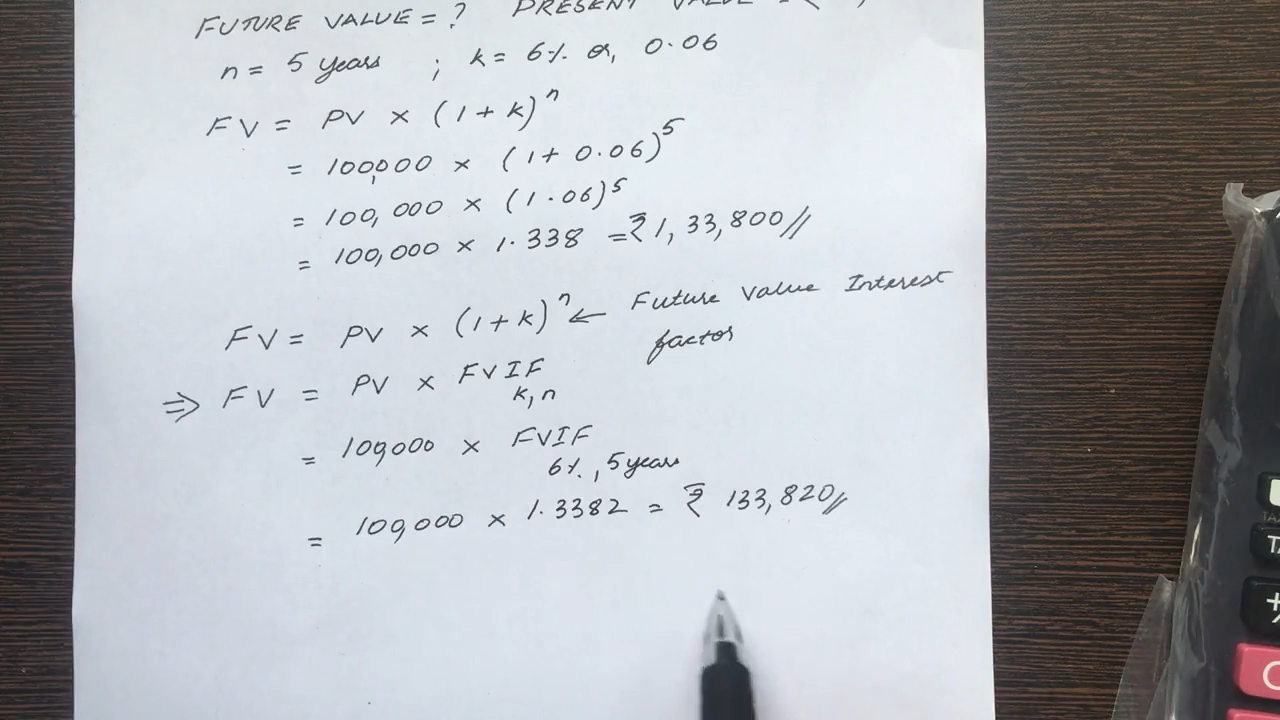 FUTURE VALUE = ? PRESENT VALUE =
n = 5 years ; k = 6% or, 0.06
FV = PV × (1 + k)^n
= 100,000 × (1 + 0.06)^5
= 100,000 × (1.06)^5
= 100,000 × 1.338 = ₹ 1,33,800//
FV = PV × (1 + k)^n ← Future Value Interest
factor
⇒ FV = PV × FVIF
k, n
= 100,000 × FVIF
6%, 5 years
= 100,000 × 1.3382 = ₹ 133,820//